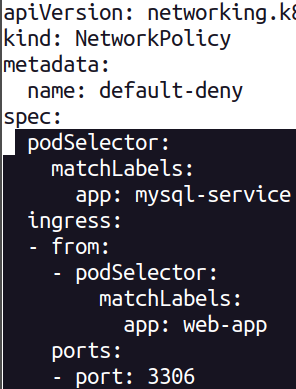 apiVersion: networking.k8
kind: NetworkPolicy
metadata:
  name: default-deny
spec:
  podSelector:
    matchLabels:
      app: mysql-service
  ingress:
  - from:
    - podSelector:
        matchLabels:
          app: web-app
    ports:
    - port: 3306